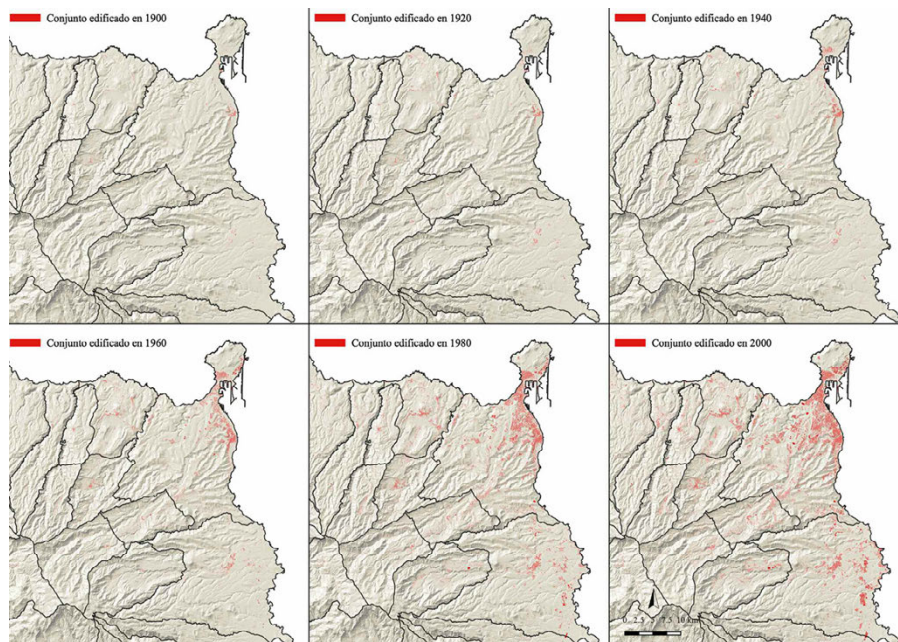 Conjunto edificado en 1900
Conjunto edificado en 1920
Conjunto edificado en 1940
Conjunto edificado en 1960
Conjunto edificado en 1980
Conjunto edificado en 2000
0 2.5 5 7.5 10 km